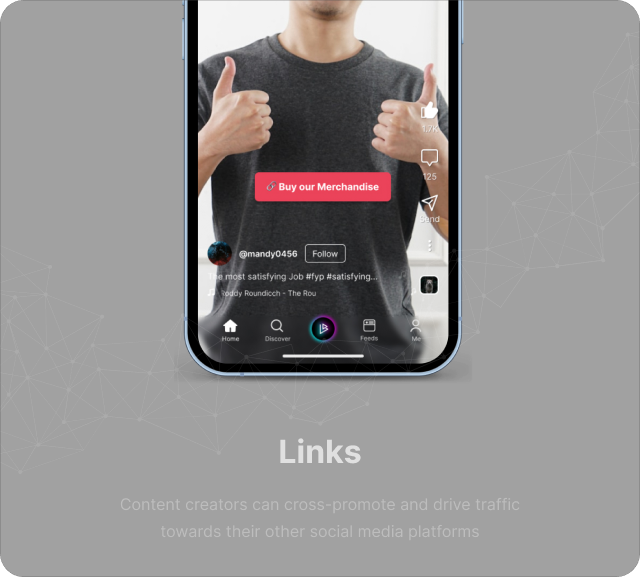 1.7K
125
Send
Buy our Merchandise
@mandy0456 Follow
The most satisfying Job #fyp #satisfying...
Roddy Roundicch - The Rou
Home Discover Feeds Me
Links
Content creators can cross-promote and drive traffic
towards their other social media platforms